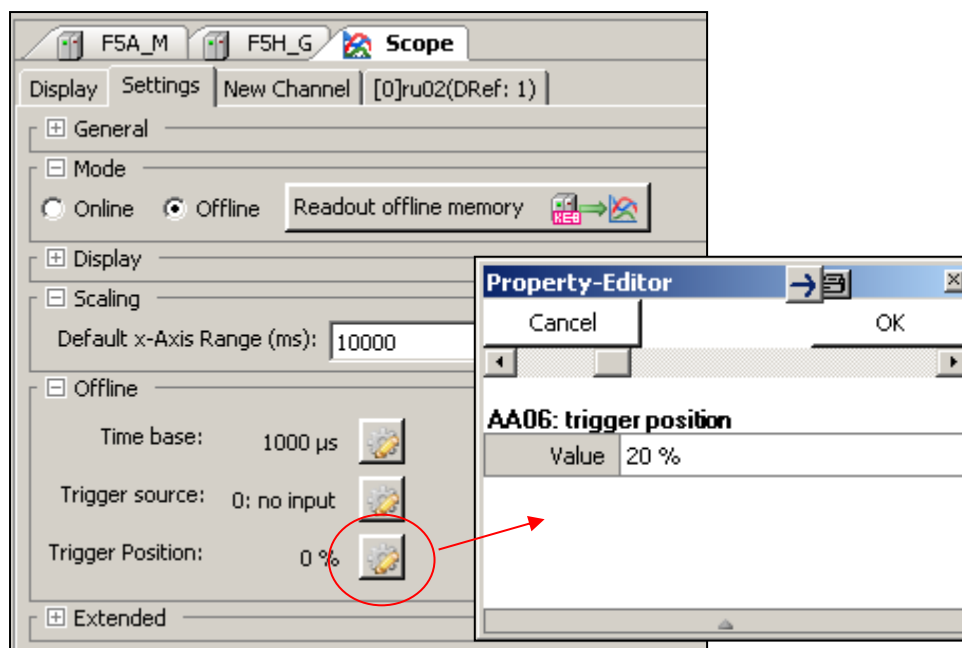 F5A_M F5H_G Scope
Display Settings New Channel [0]ru02(DRef: 1)
General
Mode
Online Offline Readout offline memory KEB
Display
Scaling
Default x-Axis Range (ms): 10000
Offline
Time base: 1000 µs
Trigger source: 0: no input
Trigger Position: 0 %
Extended
Property-Editor
Cancel OK
AA06: trigger position
Value 20 %